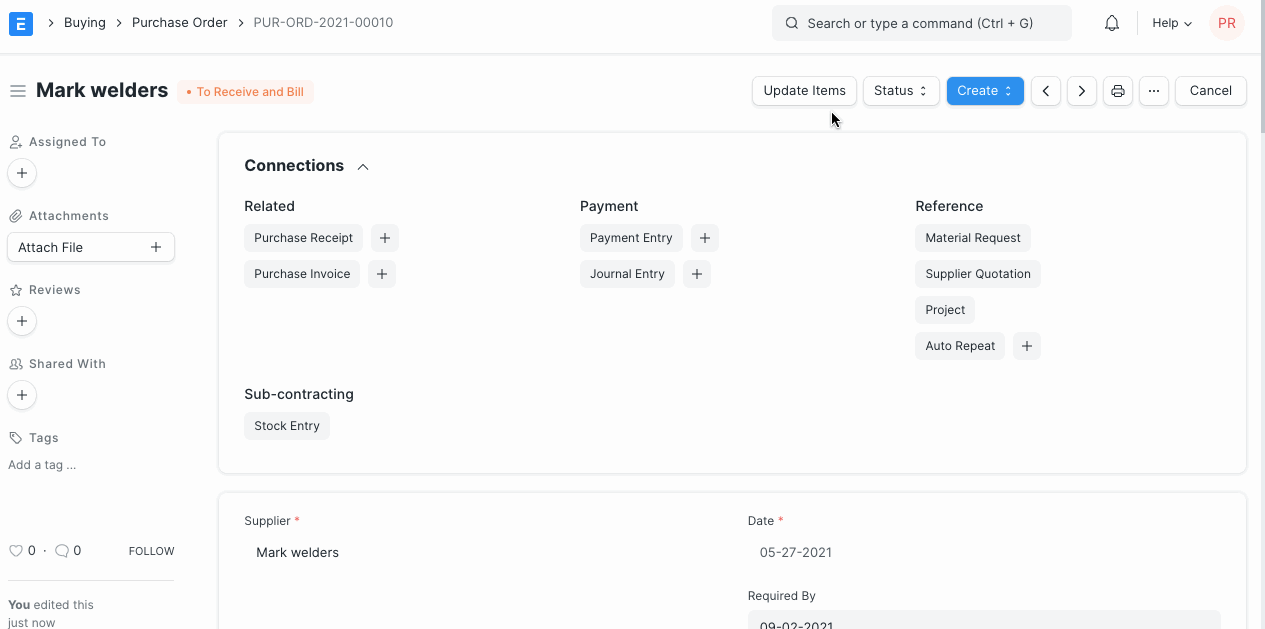 E Buying Purchase Order PUR-ORD-2021-00010 Search or type a command (Ctrl + G) Help PR
Mark welders • To Receive and Bill Update Items Status Create ··· Cancel
Assigned To
+
Attachments
Attach File +
Reviews
+
Shared With
+
Tags
Add a tag ...
0 · 0 FOLLOW
You edited this
just now
Connections
Related
Purchase Receipt +
Purchase Invoice +
Payment
Payment Entry +
Journal Entry +
Reference
Material Request
Supplier Quotation
Project
Auto Repeat +
Sub-contracting
Stock Entry
Supplier *
Mark welders
Date *
05-27-2021
Required By
09-02-2021